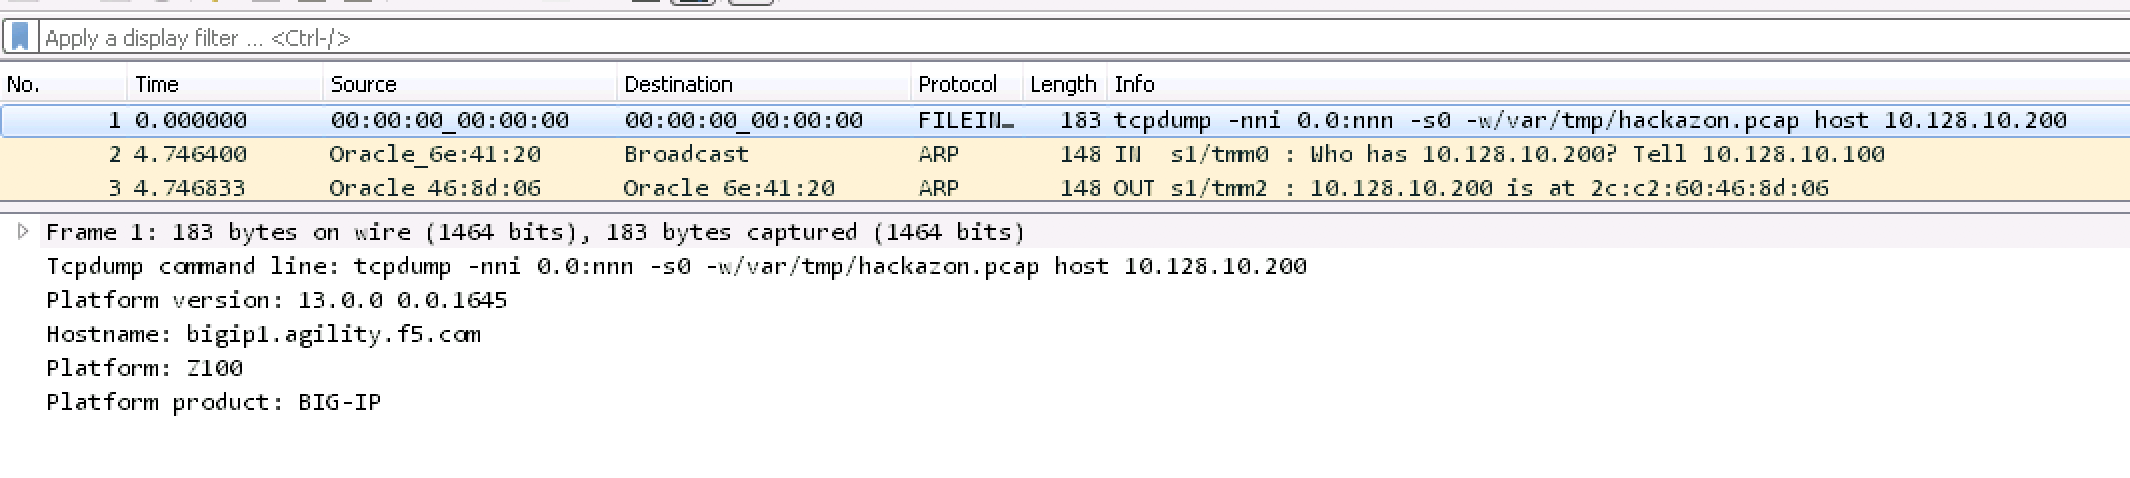 Apply a display filter ... <Ctrl-/>
No. Time Source Destination Protocol Length Info
1 0.000000 00:00:00_00:00:00 00:00:00_00:00:00 FILEIN… 183 tcpdump -nni 0.0:nnn -s0 -w/var/tmp/hackazon.pcap host 10.128.10.200
2 4.746400 Oracle_6e:41:20 Broadcast ARP 148 IN s1/tmm0 : Who has 10.128.10.200? Tell 10.128.10.100
3 4.746833 Oracle_46:8d:06 Oracle_6e:41:20 ARP 148 OUT s1/tmm2 : 10.128.10.200 is at 2c:c2:60:46:8d:06
Frame 1: 183 bytes on wire (1464 bits), 183 bytes captured (1464 bits)
Tcpdump command line: tcpdump -nni 0.0:nnn -s0 -w/var/tmp/hackazon.pcap host 10.128.10.200
Platform version: 13.0.0 0.0.1645
Hostname: bigip1.agility.f5.com
Platform: Z100
Platform product: BIG-IP